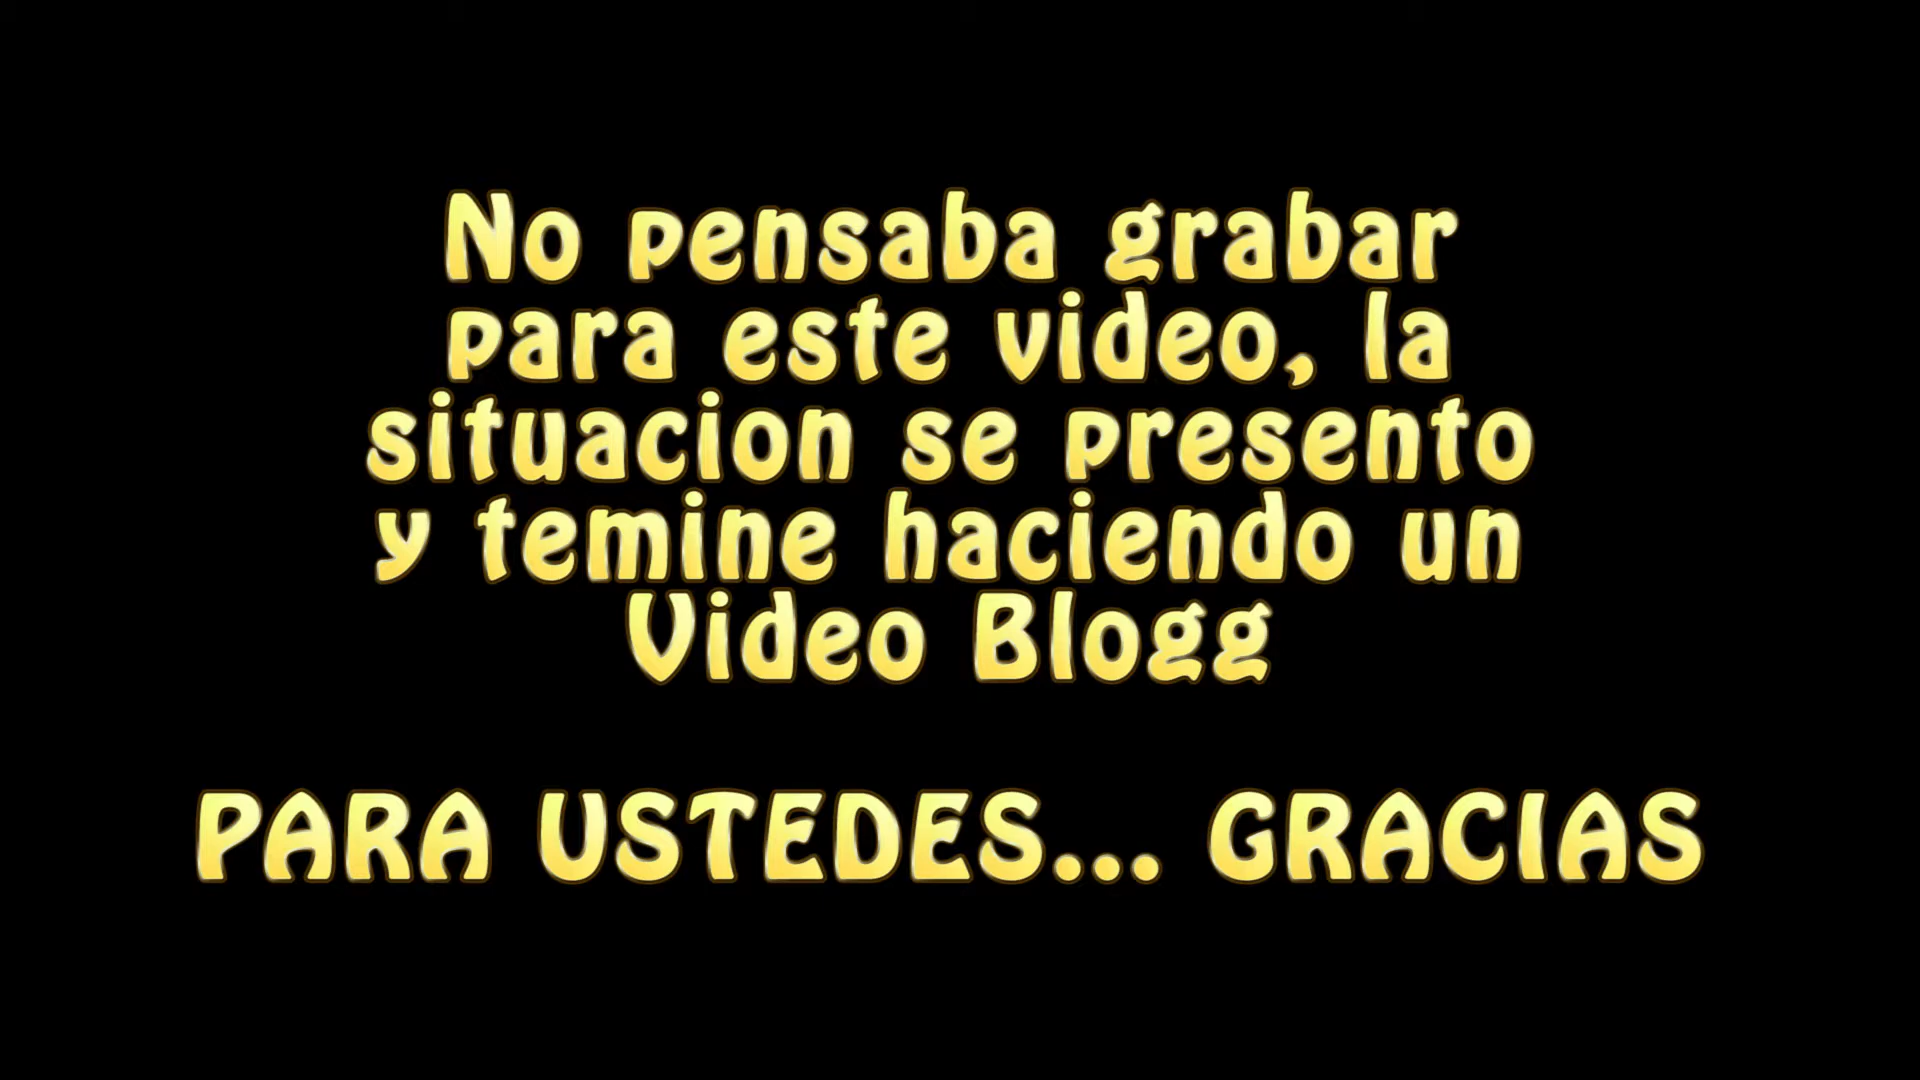 No pensaba grabar
para este video, la
situacion se presento
y temine haciendo un
Video Blogg
PARA USTEDES... GRACIAS